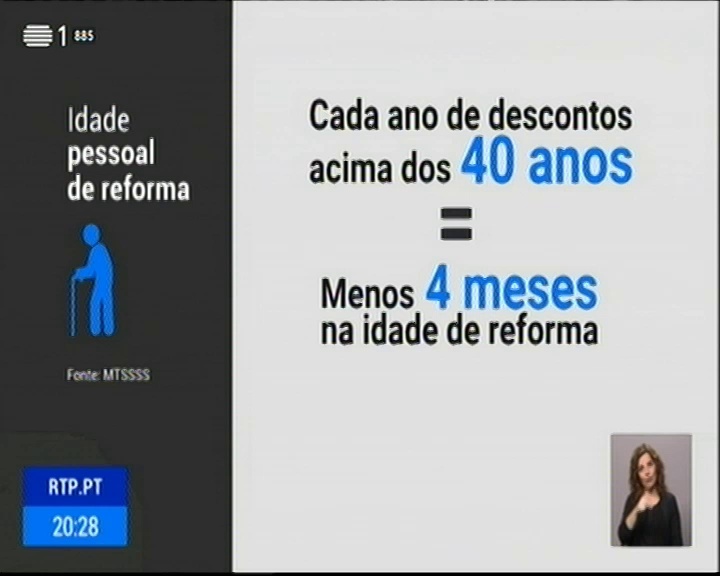 1 885
Idade
pessoal
de reforma
Fonte: MTSSSS
Cada ano de descontos
acima dos 40 anos
=
Menos 4 meses
na idade de reforma
RTP.PT
20:28